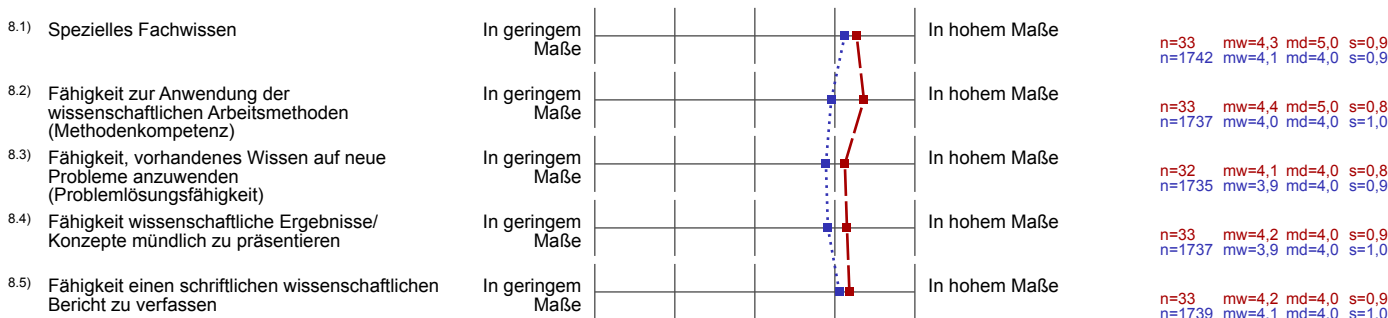 8.1) Spezielles Fachwissen
In geringem
Maße
In hohem Maße
n=33 mw=4,3 md=5,0 s=0,9
n=1742 mw=4,1 md=4,0 s=0,9
8.2) Fähigkeit zur Anwendung der
wissenschaftlichen Arbeitsmethoden
(Methodenkompetenz)
In geringem
Maße
In hohem Maße
n=33 mw=4,4 md=5,0 s=0,8
n=1737 mw=4,0 md=4,0 s=1,0
8.3) Fähigkeit, vorhandenes Wissen auf neue
Probleme anzuwenden
(Problemlösungsfähigkeit)
In geringem
Maße
In hohem Maße
n=32 mw=4,1 md=4,0 s=0,8
n=1735 mw=3,9 md=4,0 s=0,9
8.4) Fähigkeit wissenschaftliche Ergebnisse/
Konzepte mündlich zu präsentieren
In geringem
Maße
In hohem Maße
n=33 mw=4,2 md=4,0 s=0,9
n=1737 mw=3,9 md=4,0 s=1,0
8.5) Fähigkeit einen schriftlichen wissenschaftlichen
Bericht zu verfassen
In geringem
Maße
In hohem Maße
n=33 mw=4,2 md=4,0 s=0,9
n=1739 mw=4,1 md=4,0 s=1,0